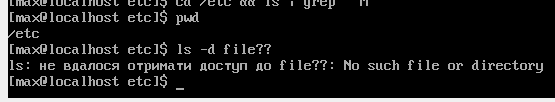 [max@localhost etc]$ cd /etc && ls | grep ^M
[max@localhost etc]$ pwd
/etc
[max@localhost etc]$ ls -d file??
ls: не вдалося отримати доступ до file??: No such file or directory
[max@localhost etc]$ _